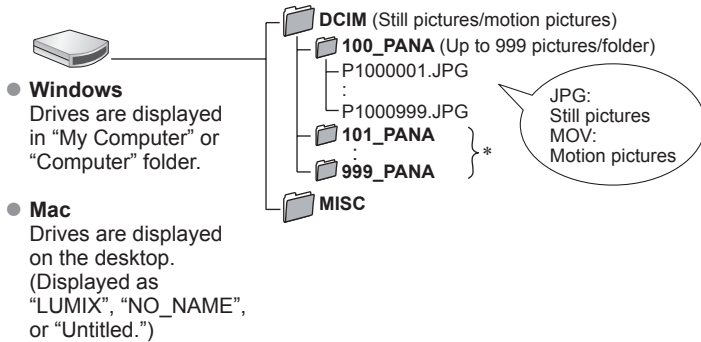 DCIM (Still pictures/motion pictures)
100_PANA (Up to 999 pictures/folder)
P1000001.JPG
:
P1000999.JPG
101_PANA
:
999_PANA
*
MISC
JPG:
Still pictures
MOV:
Motion pictures
● Windows
Drives are displayed
in “My Computer” or
“Computer” folder.
● Mac
Drives are displayed
on the desktop.
(Displayed as
“LUMIX”, “NO_NAME”,
or “Untitled.”)